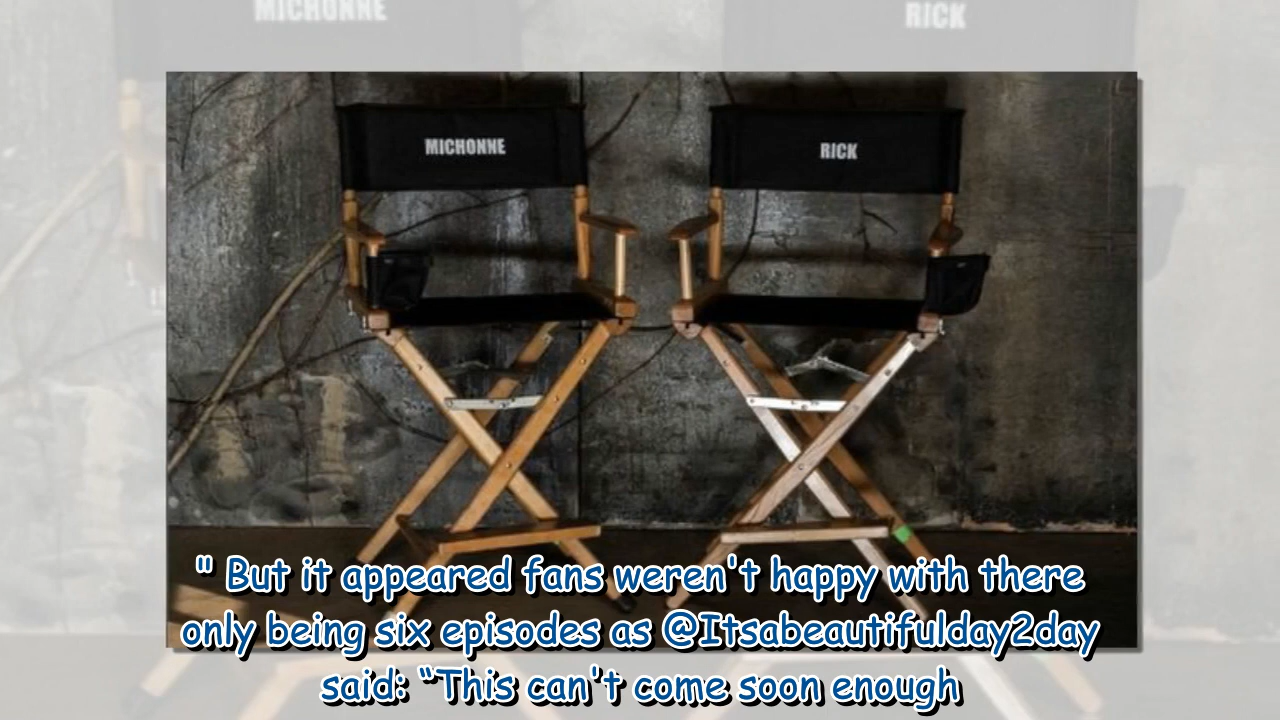 MICHONNE RICK
MICHONNE RICK
" But it appeared fans weren't happy with there
only being six episodes as @Itsabeautifulday2day
said: “This can't come soon enough